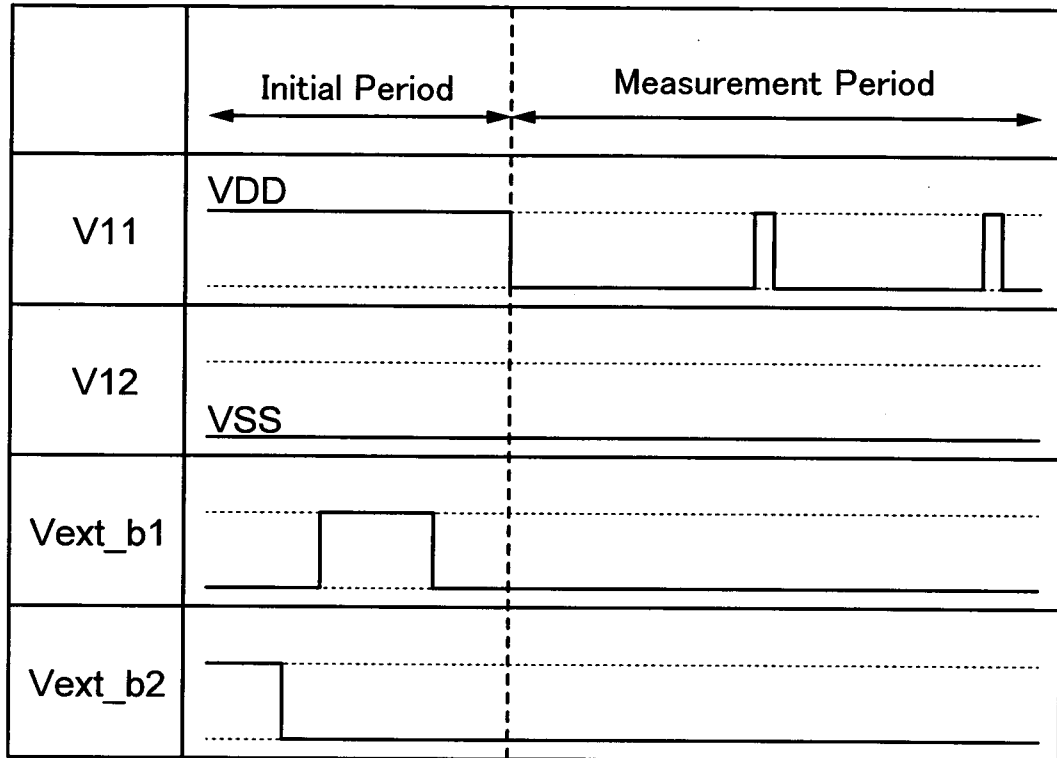 Initial Period
Measurement Period
V11
VDD
V12
VSS
Vext_b1
Vext_b2